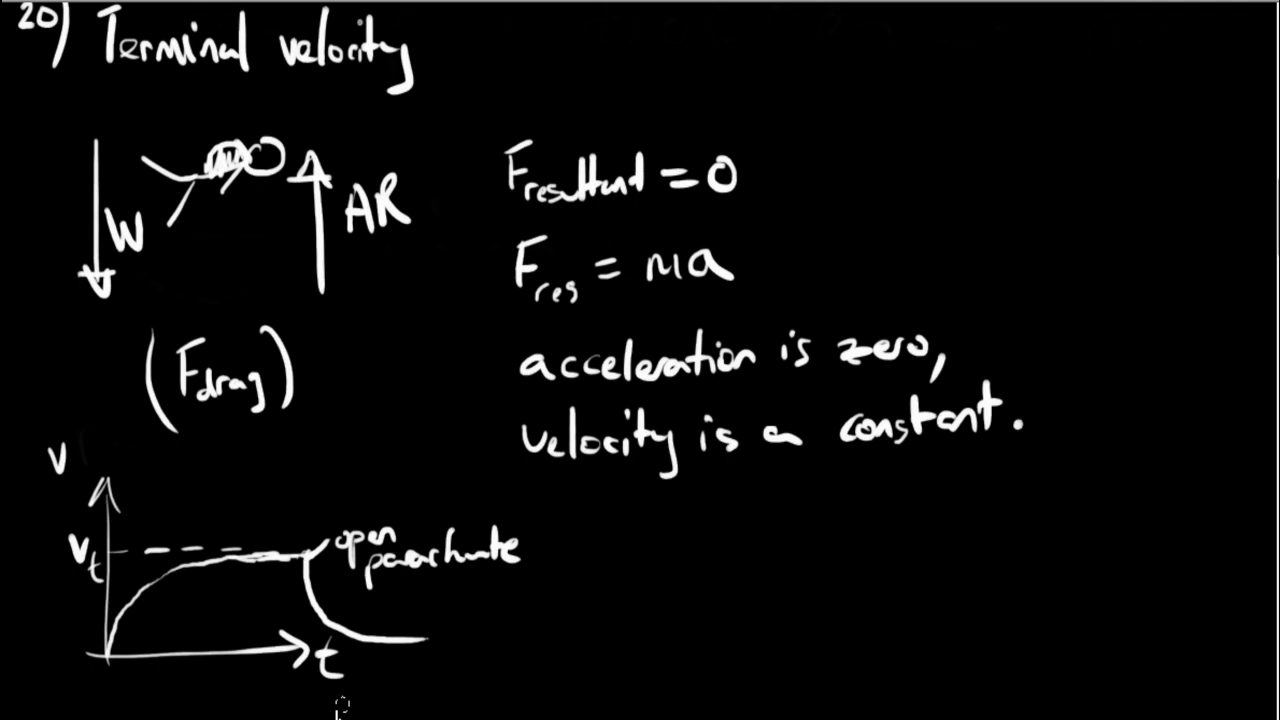 20) Terminal velocity
W
AR
(Fdrag)
Fresultant = 0
Fres = ma
acceleration is zero,
velocity is a constant.
v
vt
open
parachute
t